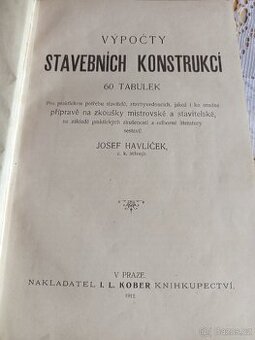 VÝPOČTY
STAVEBNÍCH KONSTRUKCÍ
60 TABULEK
Pro praktickou potřebu stavitelů, stavbyvedoucích, jakož i ku snadné
přípravě na zkoušky mistrovské a stavitelské,
na základě praktických zkušeností a odborné literatury
sestavil
JOSEF HAVLÍČEK,
c. k.
V PRAZE.
NAKLADATEL I. L. KOBER KNIHKUPECTVÍ.
1912